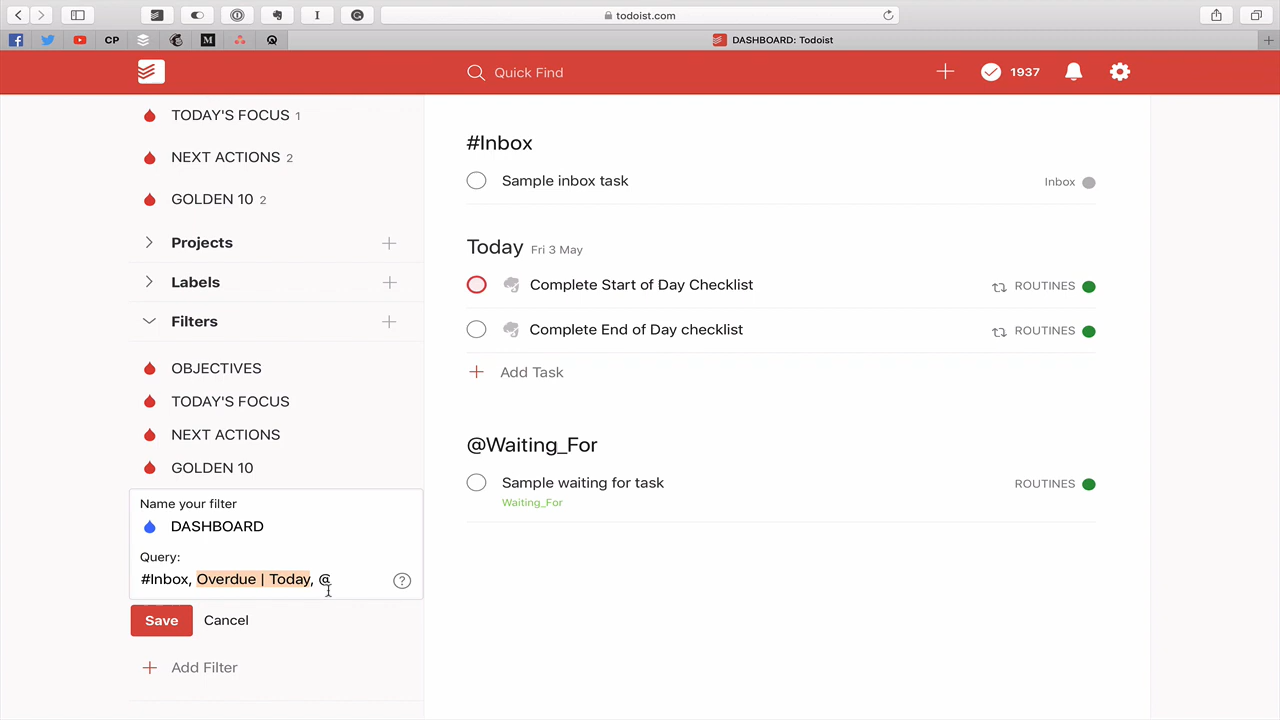 todoist.com
CP
M
DASHBOARD: Todoist
Quick Find
1937
TODAY'S FOCUS 1
NEXT ACTIONS 2
GOLDEN 10 2
Projects
Labels
Filters
OBJECTIVES
TODAY'S FOCUS
NEXT ACTIONS
GOLDEN 10
Name your filter
DASHBOARD
Query:
#Inbox, Overdue | Today, @
?
Save
Cancel
Add Filter
#Inbox
Sample inbox task
Inbox
Today Fri 3 May
Complete Start of Day Checklist
ROUTINES
Complete End of Day checklist
ROUTINES
Add Task
@Waiting_For
Sample waiting for task
ROUTINES
Waiting_For